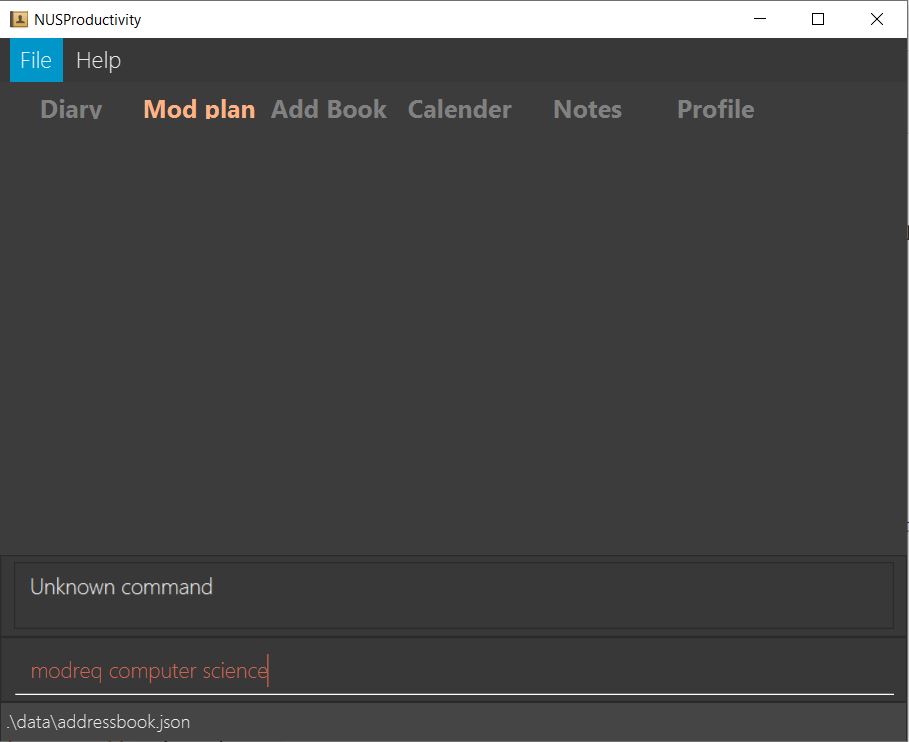 NUSProductivity
File Help
Diary Mod plan Add Book Calender Notes Profile
Unknown command
modreq computer science
.\data\addressbook.json